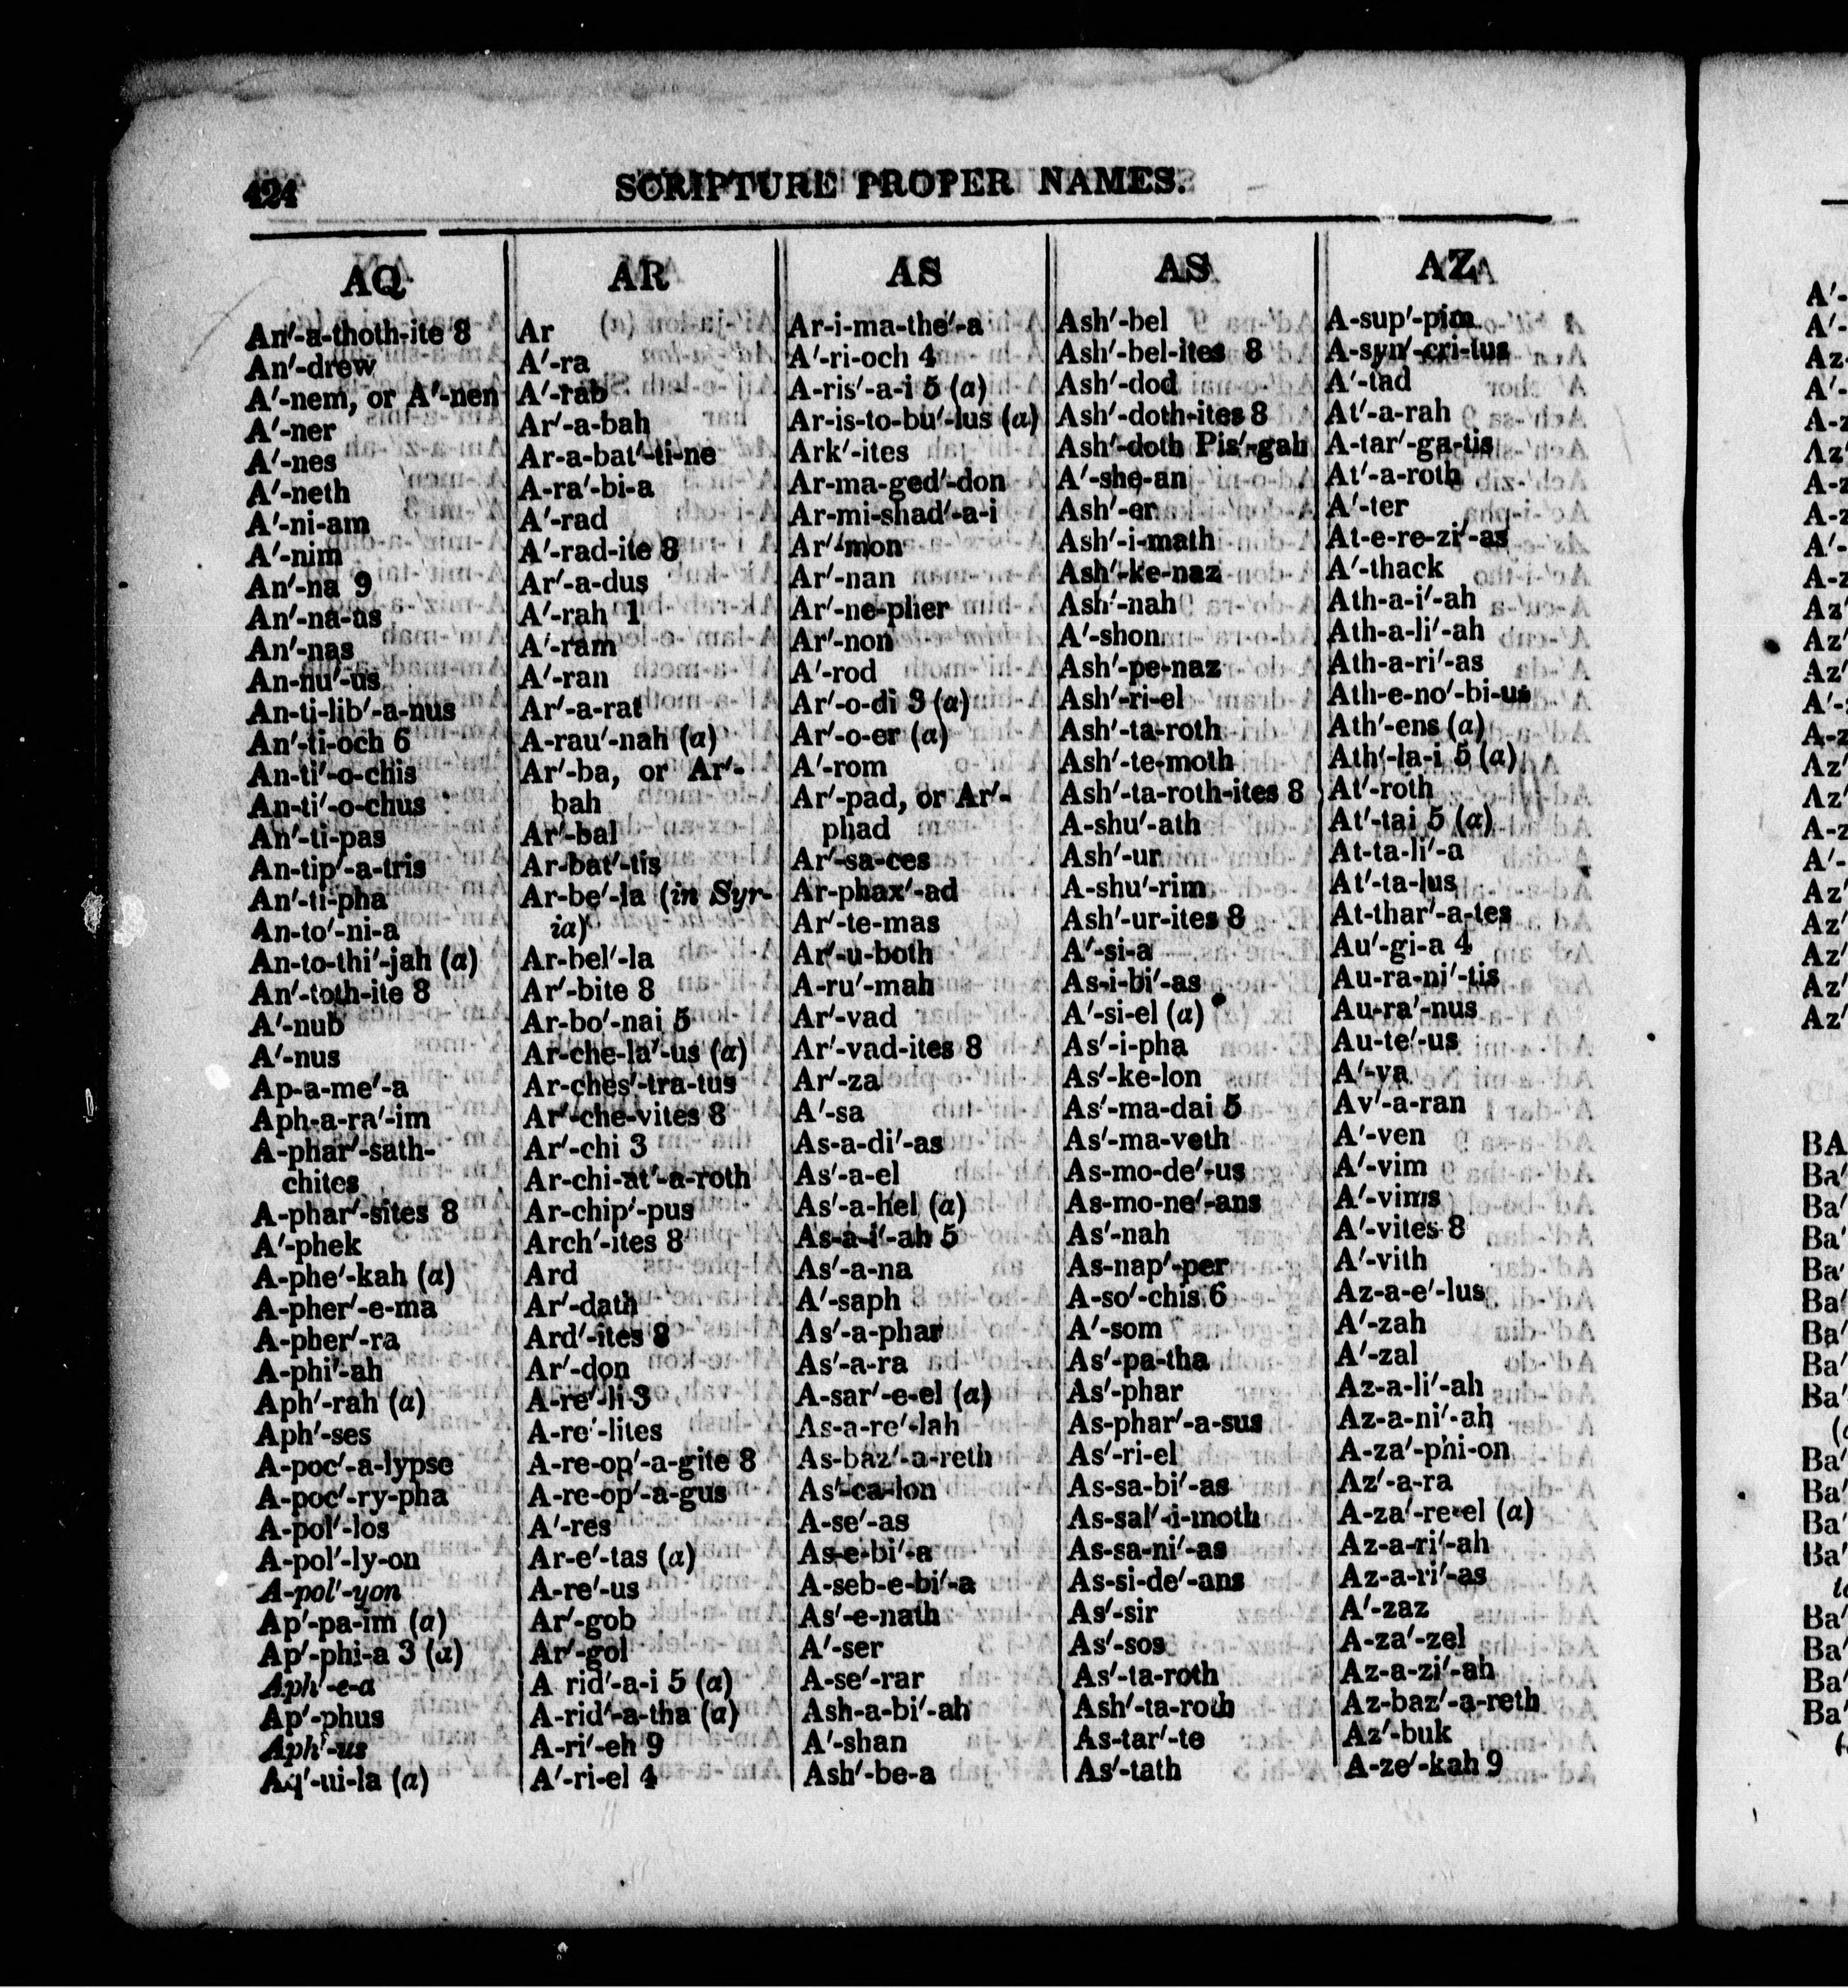 424
SCRIPTURE PROPER NAMES.
AQ
An'-a-thoth-ite 8
An'-drew
A'-nem, or A'-nen
A'-ner
A'-nes
A'-neth
A'-ni-am
A'-nim
An'-na 9
An'-na-as
An'-nas
An-nu'-us
An-ti-lib'-a-nus
An'-ti-och 6
An-ti'-o-chis
An-ti'-o-chus
An'-ti-pas
An-tip'-a-tris
An'-ti-pha
An-to'-ni-a
An-to-thi'-jah (a)
An'-toth-ite 8
A'-nub
A'-nus
Ap-a-me'-a
Aph-a-ra'-im
A-phar'-sath-
chites
A-phar'-sites 8
A'-phek
A-phe'-kah (a)
A-pher'-e-ma
A-pher'-ra
A-phi'-ah
Aph'-rah (a)
Aph'-ses
A-poc'-a-lypse
A-poc'-ry-pha
A-pol'-los
A-pol'-ly-on
A-pol'-yon
Ap'-pa-im (a)
Ap'-phi-a 3 (a)
Aph'-e-a
Ap'-phus
Aph'-us
Aq'-ui-la (a)
AR
Ar
A'-ra
A'-rab
Ar'-a-bah
Ar-a-bat'-ti-ne
A-ra'-bi-a
A'-rad
A'-rad-ite 8
Ar'-a-dus
A'-rah 1
A'-ram
A'-ran
Ar'-a-rat
A-rau'-nah (a)
Ar'-ba, or Ar'-
bah
Ar'-bal
Ar-bat'-tis
Ar-be'-la (in Syr-
ia)
Ar-bel'-la
Ar'-bite 8
Ar-bo'-nai 5
Ar-che-la'-us (a)
Ar-ches'-tra-tus
Ar'-che-vites 8
Ar'-chi 3
Ar-chi-at'-a-roth
Ar-chip'-pus
Arch'-ites 8
Ard
Ar'-dath
Ard'-ites 8
Ar'-don
A-re'-li 3
A-re'-lites
A-re-op'-a-gite 8
A-re-op'-a-gus
A'-res
Ar-e'-tas (a)
A-re'-us
Ar'-gob
Ar'-gol
A rid'-a-i 5 (a)
A-rid'-a-tha (a)
A-ri'-eh 9
A'-ri-el 4
AS
Ar-i-ma-the'-a
A'-ri-och 4
A-ris'-a-i 5 (a)
Ar-is-to-bu'-lus (a)
Ark'-ites
Ar-ma-ged'-don
Ar-mi-shad'-a-i
Ar'-mon
Ar'-nan
Ar'-ne-pher
Ar'-non
A'-rod
Ar'-o-di 3 (a)
Ar'-o-er (a)
A'-rom
Ar'-pad, or Ar'-
phad
Ar'-sa-ces
Ar-phax'-ad
Ar'-te-mas
Ar'-u-both
A-ru'-mah
Ar'-vad
Ar'-vad-ites 8
Ar'-za
A'-sa
As-a-di'-as
As'-a-el
As'-a-hel (a)
As-a-i'-ah 5
As'-a-na
A'-saph
As'-a-phar
As'-a-ra
A-sar'-e-el (a)
As-a-re'-lah
As-baz'-a-reth
As'-ca-lon
A-se'-as
As-e-bi'-a
A-seb-e-bi'-a
As'-e-nath
A'-ser
A-se'-rar
Ash-a-bi'-ah
A'-shan
Ash'-be-a
AS
Ash'-bel
Ash'-bel-ites 8
Ash'-dod
Ash'-doth-ites 8
Ash'-doth Pis'-gah
A'-she-an
Ash'-er
Ash'-i-math
Ash'-ke-naz
Ash'-nah
A'-shon
Ash'-pe-naz
Ash'-ri-el
Ash'-ta-roth
Ash'-te-moth
Ash'-ta-roth-ites 8
A-shu'-ath
Ash'-ur
A-shu'-rim
Ash'-ur-ites 8
A'-si-a
As-i-bi'-as
A'-si-el (a)
As'-i-pha
As'-ke-lon
As'-ma-dai 5
As'-ma-veth
As-mo-de'-us
As-mo-ne'-ans
As'-nah
As-nap'-per
A-so'-chis 6
A'-som
As'-pa-tha
As'-phar
As-phar'-a-sus
As'-ri-el
As-sa-bi'-as
As-sal'-i-moth
As-sa-ni'-as
As-si-de'-ans
As'-sir
As'-sos
As'-ta-roth
Ash'-ta-roth
As-tar'-te
As'-tath
AZ
A-sup'-pim
A-syn'-cri-tus
A'-tad
At'-a-rah
A-tar'-ga-tis
At'-a-roth
A'-ter
At-e-re-zi'-as
A'-thack
Ath-a-i'-ah
Ath-a-li'-ah
Ath-a-ri'-as
Ath-e-no'-bi-us
Ath'-ens (a)
Ath'-la-i 5 (a)
At'-roth
At'-tai 5 (a)
At-ta-li'-a
At'-ta-lus
At-thar'-a-tes
Au'-gi-a 4
Au-ra-ni'-tis
Au-ra'-nus
Au-te'-us
A'-va
Av'-a-ran
A'-ven
A'-vim
A'-vims
A'-vites 8
A'-vith
Az-a-e'-lus
A'-zah
A'-zal
Az-a-li'-ah
Az-a-ni'-ah
A-za'-phi-on
Az'-a-ra
A-za'-re-el (a)
Az-a-ri'-ah
Az-a-ri'-as
A'-zaz
A-za'-zel
Az-a-zi'-ah
Az-baz'-a-reth
Az'-buk
A-ze'-kah 9